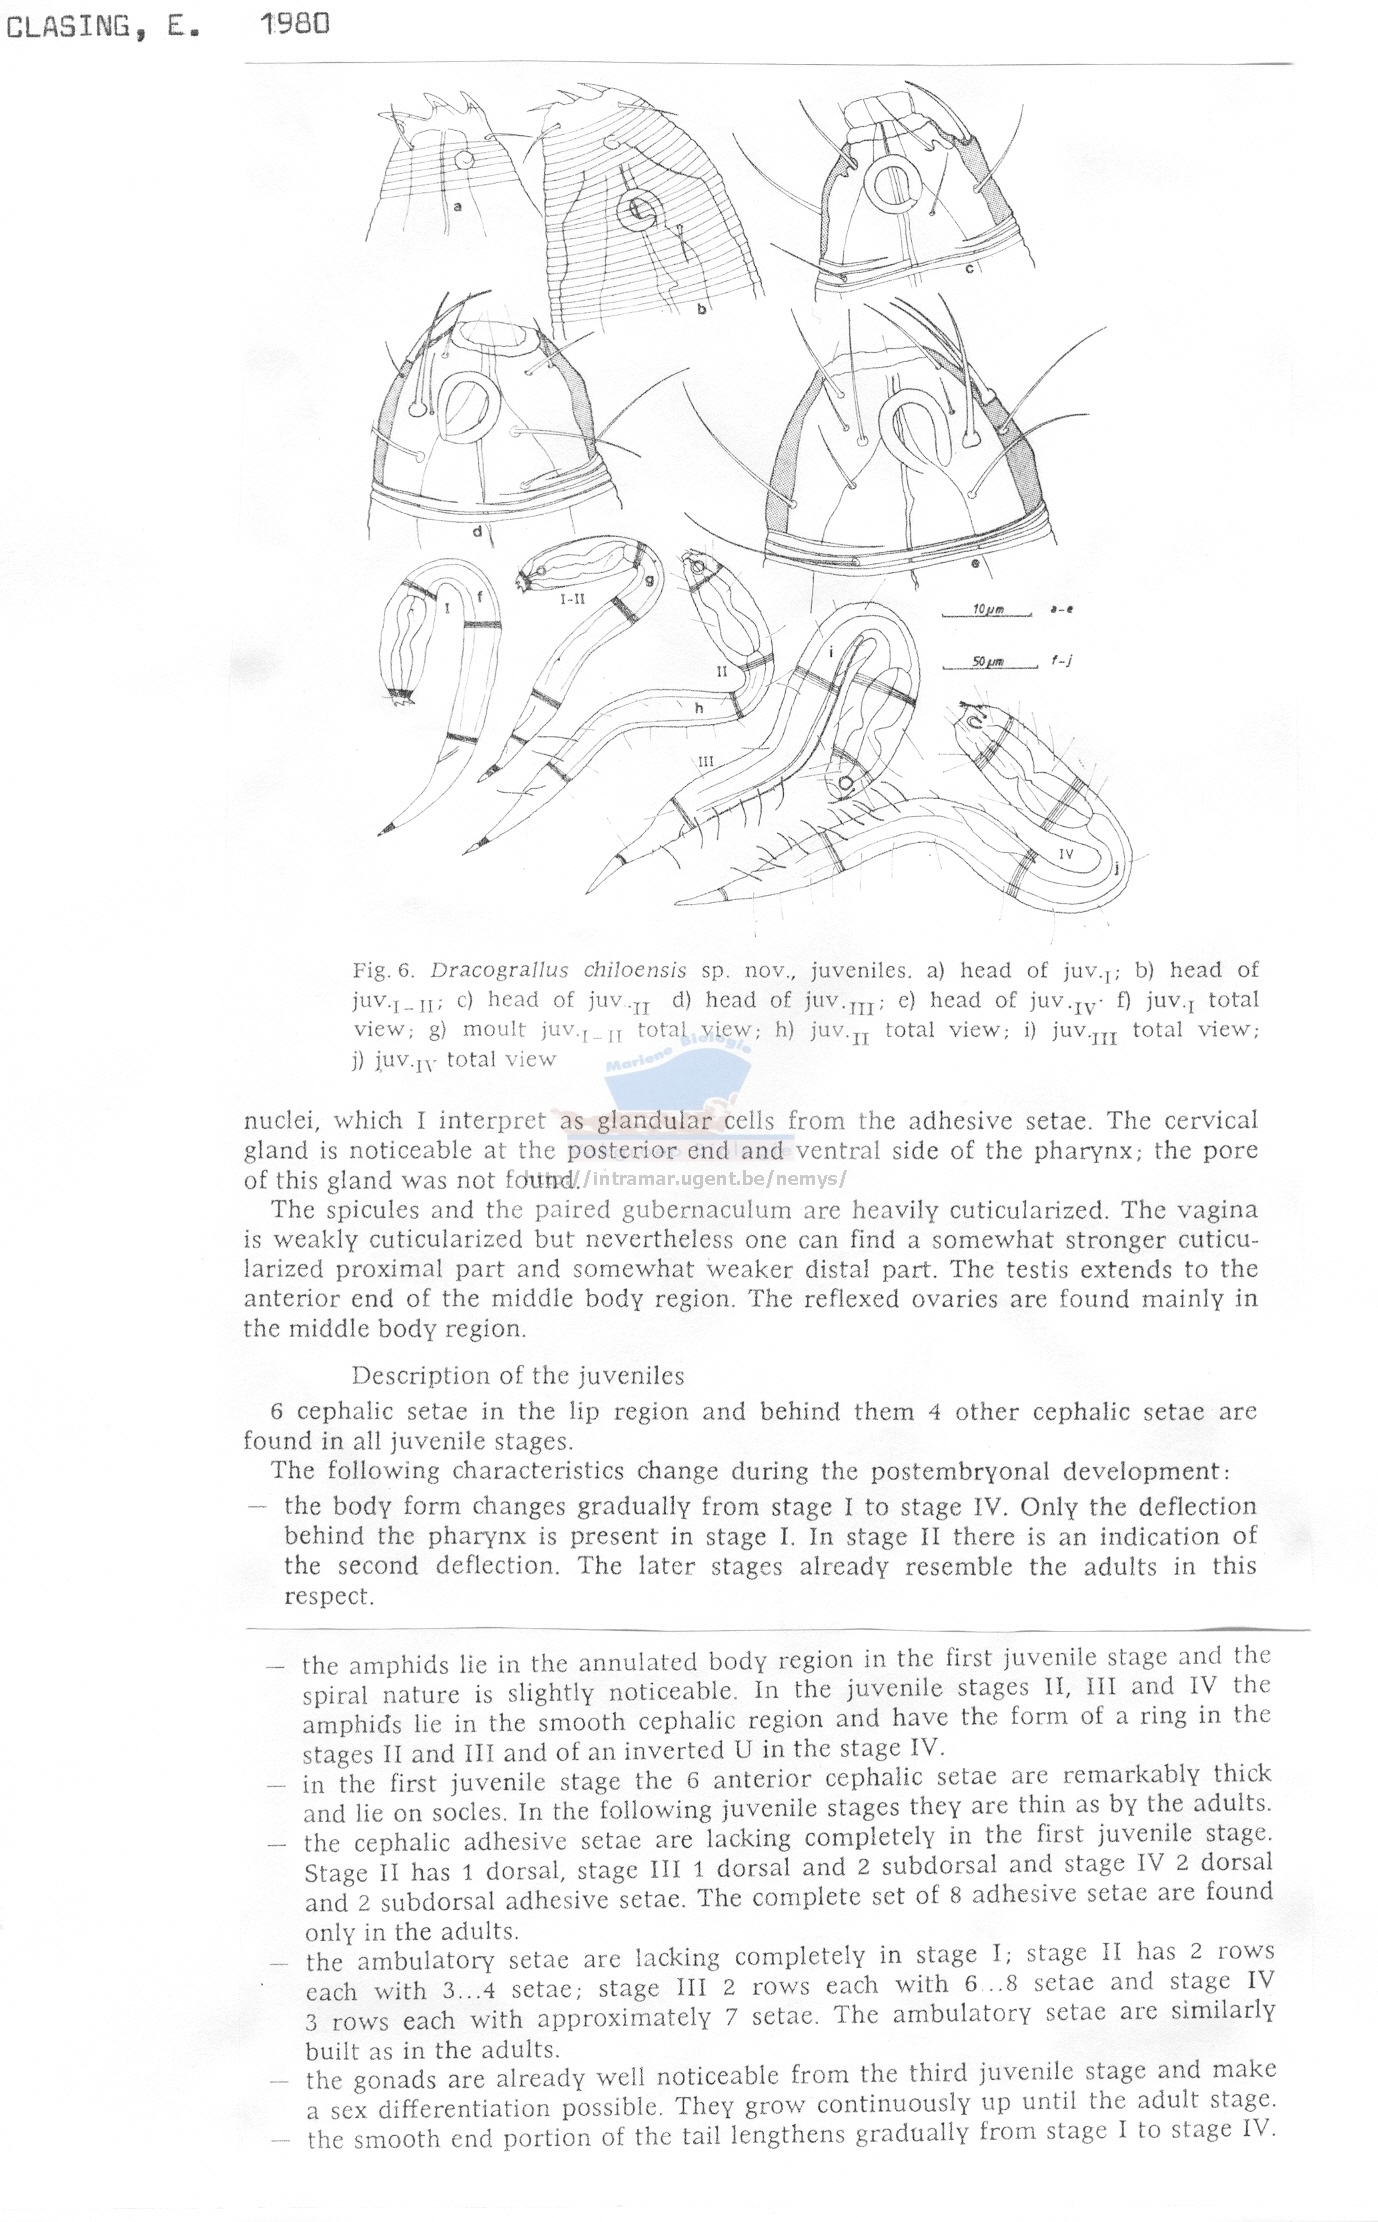 CLASING, E. 1980
a
b
c
d
e
f
I
g
I-II
II
h
i
III
IV
j
10 µm a-e
50 µm f-j
Fig. 6. Dracograllus chiloensis sp. nov., juveniles. a) head of juv.I; b) head of
juv.I-II; c) head of juv.II d) head of juv.III; e) head of juv.IV. f) juv.I total
view; g) moult juv.I-II total view; h) juv.II total view; i) juv.III total view;
j) juv.IV total view
Mariene Biologie
nuclei, which I interpret as glandular cells from the adhesive setae. The cervical
gland is noticeable at the posterior end and ventral side of the pharynx; the pore
of this gland was not found.
http://intramar.ugent.be/nemys/
The spicules and the paired gubernaculum are heavily cuticularized. The vagina
is weakly cuticularized but nevertheless one can find a somewhat stronger cuticu-
larized proximal part and somewhat weaker distal part. The testis extends to the
anterior end of the middle body region. The reflexed ovaries are found mainly in
the middle body region.
Description of the juveniles
6 cephalic setae in the lip region and behind them 4 other cephalic setae are
found in all juvenile stages.
The following characteristics change during the postembryonal development:
— the body form changes gradually from stage I to stage IV. Only the deflection
behind the pharynx is present in stage I. In stage II there is an indication of
the second deflection. The later stages already resemble the adults in this
respect.
— the amphids lie in the annulated body region in the first juvenile stage and the
spiral nature is slightly noticeable. In the juvenile stages II, III and IV the
amphids lie in the smooth cephalic region and have the form of a ring in the
stages II and III and of an inverted U in the stage IV.
— in the first juvenile stage the 6 anterior cephalic setae are remarkably thick
and lie on socles. In the following juvenile stages they are thin as by the adults.
— the cephalic adhesive setae are lacking completely in the first juvenile stage.
Stage II has 1 dorsal, stage III 1 dorsal and 2 subdorsal and stage IV 2 dorsal
and 2 subdorsal adhesive setae. The complete set of 8 adhesive setae are found
only in the adults.
— the ambulatory setae are lacking completely in stage I; stage II has 2 rows
each with 3...4 setae; stage III 2 rows each with 6...8 setae and stage IV
3 rows each with approximately 7 setae. The ambulatory setae are similarly
built as in the adults.
— the gonads are already well noticeable from the third juvenile stage and make
a sex differentiation possible. They grow continuously up until the adult stage.
— the smooth end portion of the tail lengthens gradually from stage I to stage IV.